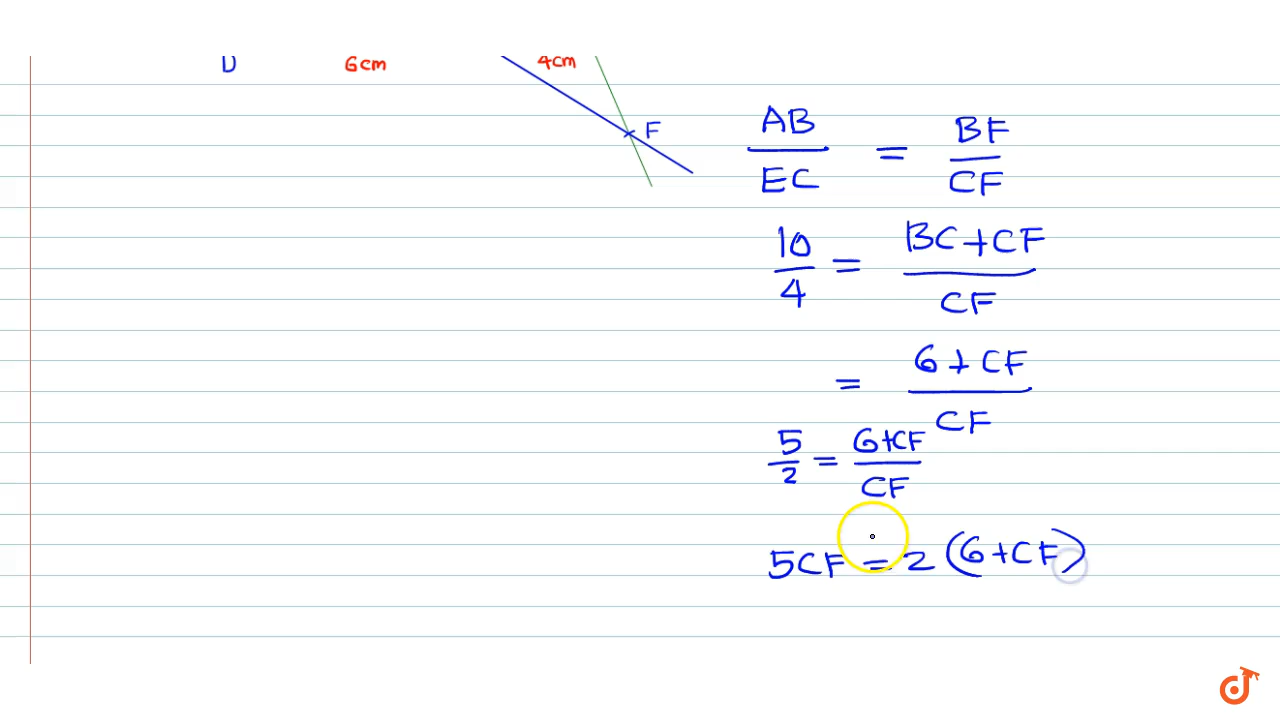 D 6cm 4cm
F
AB/EC = BF/CF
10/4 = BC+CF/CF
= 6+CF/CF
5/2 = 6+CF/CF
5CF = 2(6+CF)